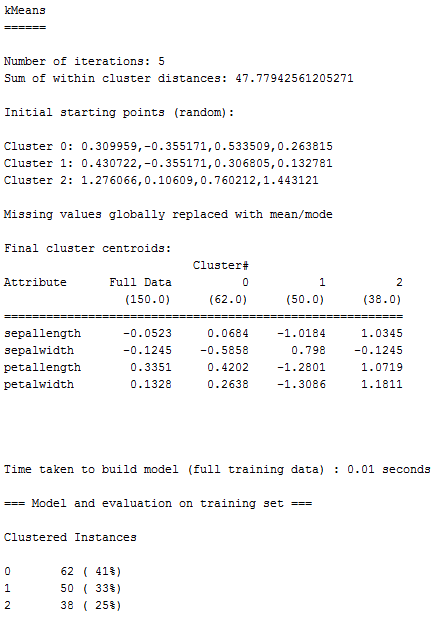 kMeans
======
Number of iterations: 5
Sum of within cluster distances: 47.77942561205271
Initial starting points (random):
Cluster 0: 0.309959,-0.355171,0.533509,0.263815
Cluster 1: 0.430722,-0.355171,0.306805,0.132781
Cluster 2: 1.276066,0.10609,0.760212,1.443121
Missing values globally replaced with mean/mode
Final cluster centroids:
                         Cluster#
Attribute      Full Data          0          1          2
                 (150.0)     (62.0)     (50.0)     (38.0)
=========================================================
sepallength      -0.0523     0.0684    -1.0184     1.0345
sepalwidth       -0.1245    -0.5858      0.798    -0.1245
petallength       0.3351     0.4202    -1.2801     1.0719
petalwidth        0.1328     0.2638    -1.3086     1.1811
Time taken to build model (full training data) : 0.01 seconds
=== Model and evaluation on training set ===
Clustered Instances
0       62 ( 41%)
1       50 ( 33%)
2       38 ( 25%)